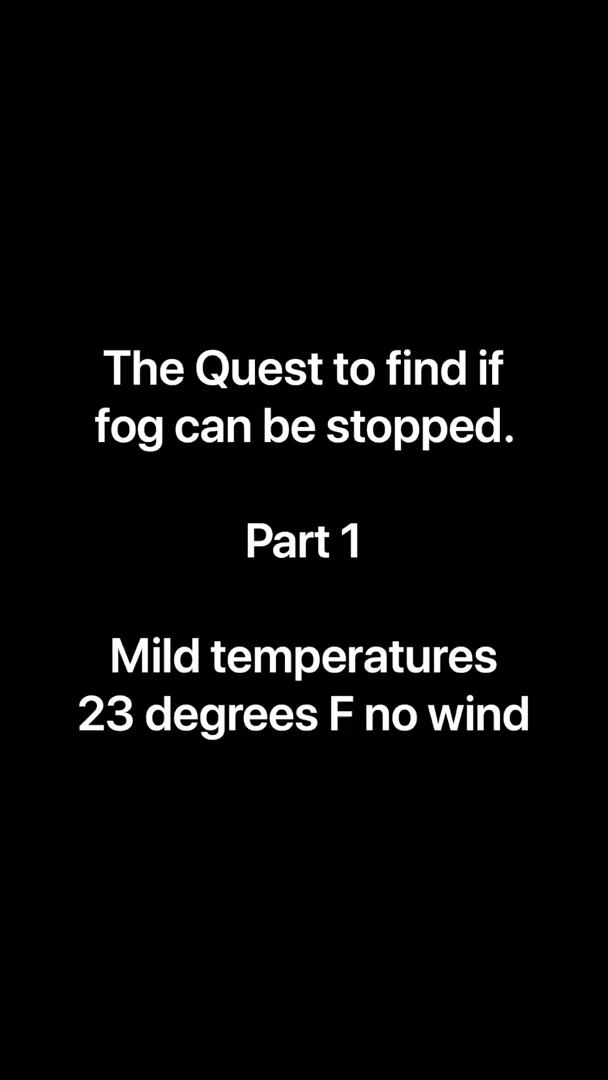 The Quest to find if
fog can be stopped.
Part 1
Mild temperatures
23 degrees F no wind